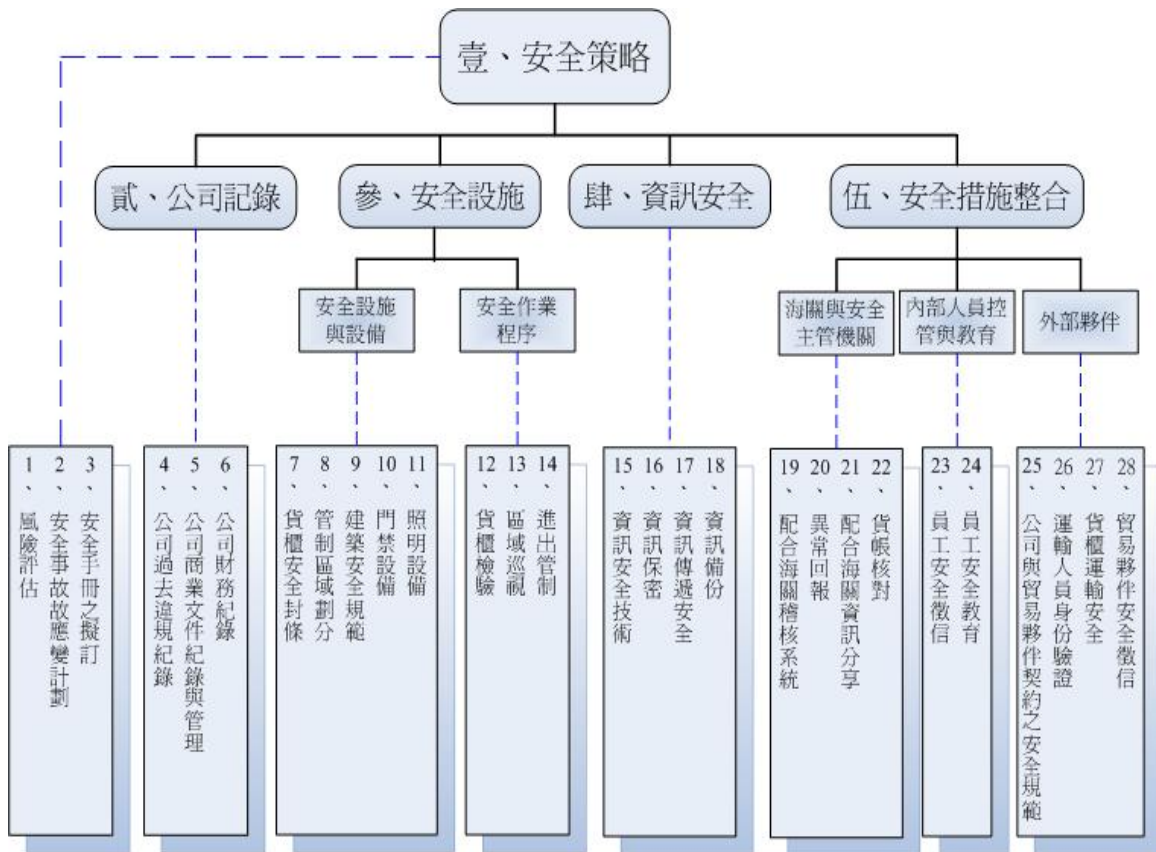 壹、安全策略
貳、公司記錄
參、安全設施
肆、資訊安全
伍、安全措施整合
安全設施
與設備
安全作業
程序
海關與安全
主管機關
內部人員控
管與教育
外部夥伴
1、風險評估
2、安全事故故應變計劃
3、安全手冊之擬訂
4、公司過去違規紀錄
5、公司商業文件紀錄與管理
6、公司財務紀錄
7、貨櫃安全封條
8、管制區域劃分
9、建築安全規範
10、門禁設備
11、照明設備
12、貨櫃檢驗
13、區域巡視
14、進出管制
15、資訊安全技術
16、資訊保密
17、資訊傳遞安全
18、資訊備份
19、配合海關稽核系統
20、異常回報
21、配合海關資訊分享
22、貨帳核對
23、員工安全徵信
24、員工安全教育
25、公司與貿易夥伴契約之安全規範
26、運輸人員身份驗證
27、貨櫃運輸安全
28、貿易夥伴安全徵信